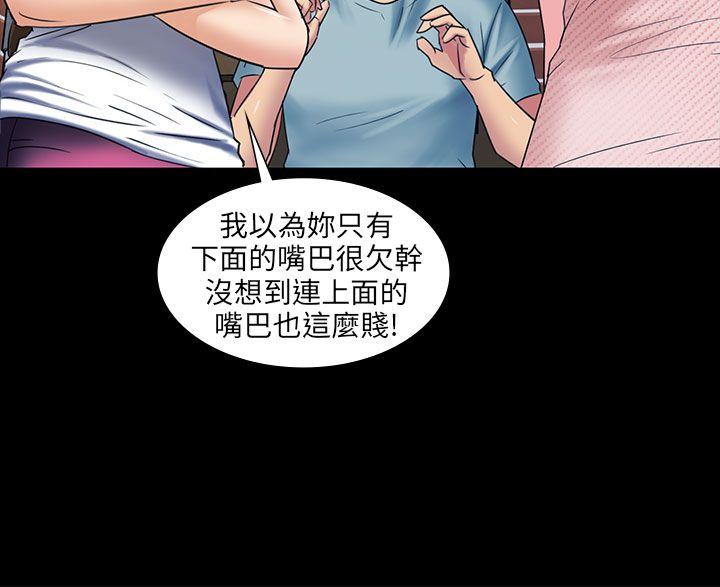 我以為妳只有
下面的嘴巴很欠幹
沒想到連上面的
嘴巴也這麼賤!